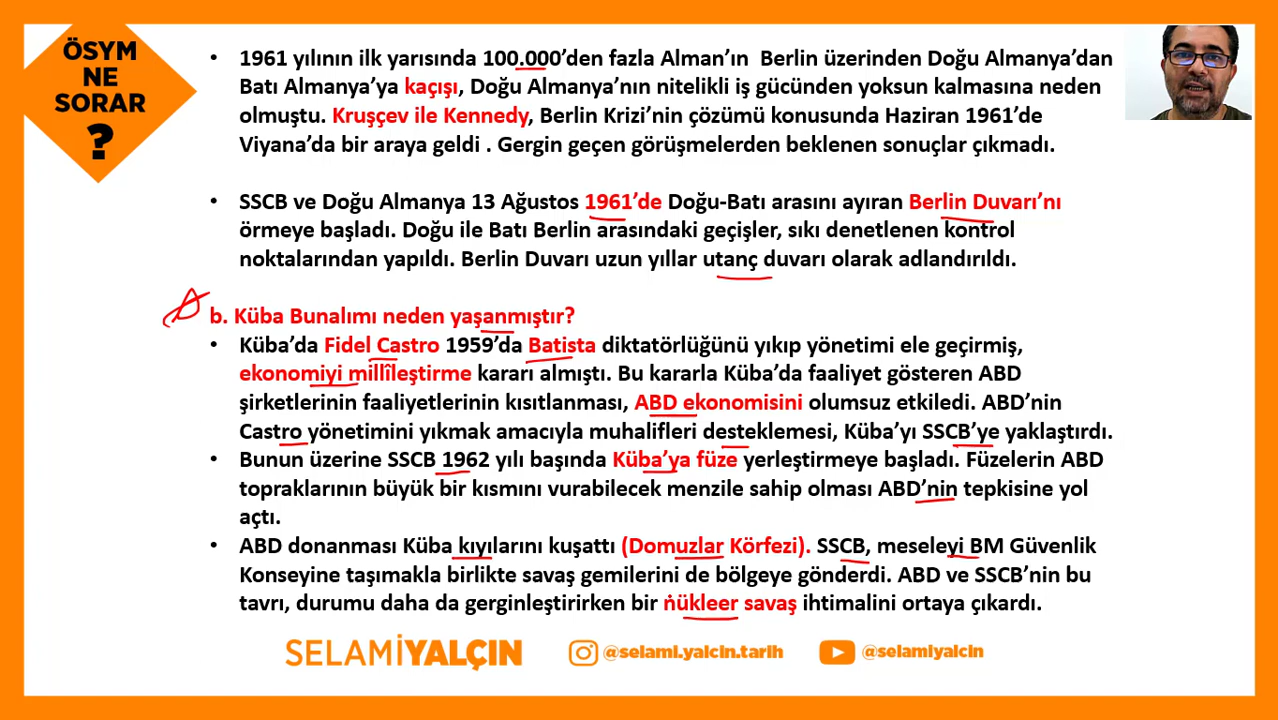 ÖSYM
NE
SORAR
?
• 1961 yılının ilk yarısında 100.000’den fazla Alman’ın Berlin üzerinden Doğu Almanya’dan
Batı Almanya’ya kaçışı, Doğu Almanya’nın nitelikli iş gücünden yoksun kalmasına neden
olmuştu. Kruşçev ile Kennedy, Berlin Krizi’nin çözümü konusunda Haziran 1961’de
Viyana’da bir araya geldi . Gergin geçen görüşmelerden beklenen sonuçlar çıkmadı.
• SSCB ve Doğu Almanya 13 Ağustos 1961’de Doğu-Batı arasını ayıran Berlin Duvarı’nı
örmeye başladı. Doğu ile Batı Berlin arasındaki geçişler, sıkı denetlenen kontrol
noktalarından yapıldı. Berlin Duvarı uzun yıllar utanç duvarı olarak adlandırıldı.
b. Küba Bunalımı neden yaşanmıştır?
• Küba’da Fidel Castro 1959’da Batista diktatörlüğünü yıkıp yönetimi ele geçirmiş,
ekonomiyi millîleştirme kararı almıştı. Bu kararla Küba’da faaliyet gösteren ABD
şirketlerinin faaliyetlerinin kısıtlanması, ABD ekonomisini olumsuz etkiledi. ABD’nin
Castro yönetimini yıkmak amacıyla muhalifleri desteklemesi, Küba’yı SSCB’ye yaklaştırdı.
• Bunun üzerine SSCB 1962 yılı başında Küba’ya füze yerleştirmeye başladı. Füzelerin ABD
topraklarının büyük bir kısmını vurabilecek menzile sahip olması ABD’nin tepkisine yol
açtı.
• ABD donanması Küba kıyılarını kuşattı (Domuzlar Körfezi). SSCB, meseleyi BM Güvenlik
Konseyine taşımakla birlikte savaş gemilerini de bölgeye gönderdi. ABD ve SSCB’nin bu
tavrı, durumu daha da gerginleştirirken bir nükleer savaş ihtimalini ortaya çıkardı.
SELAMİYALÇIN @selami.yalcin.tarih @selamiyalcin